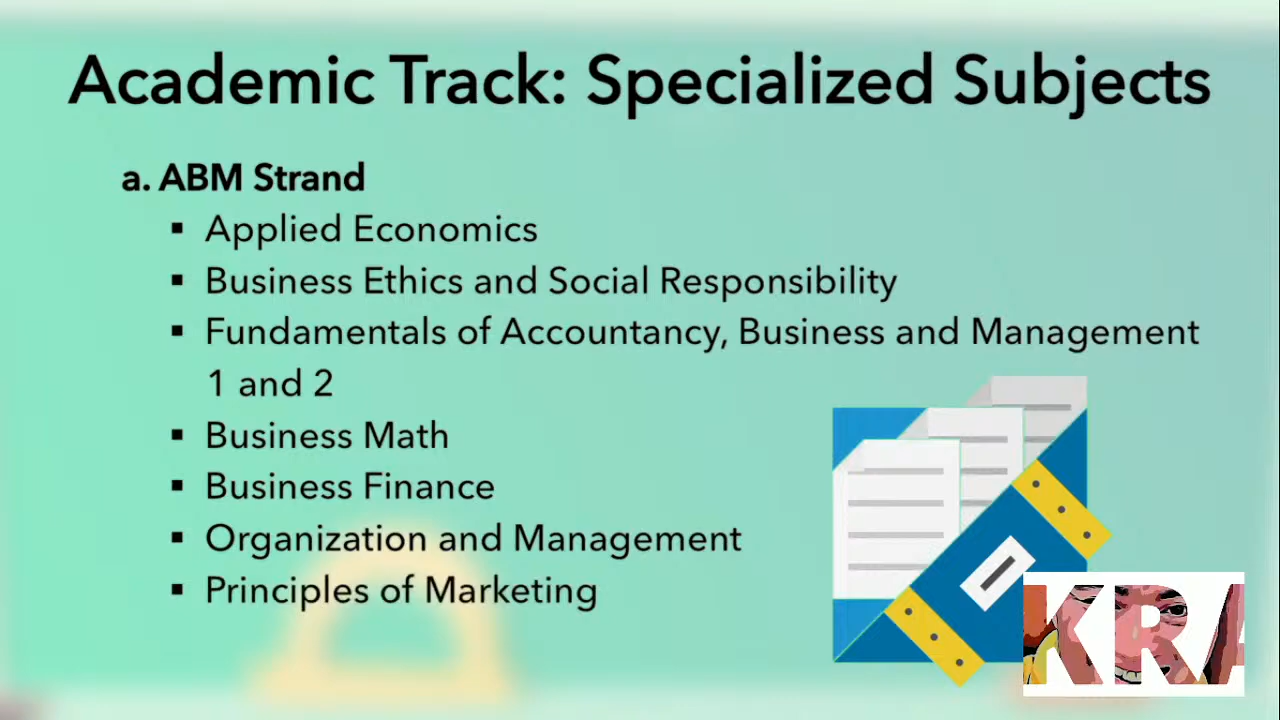 Academic Track: Specialized Subjects
a. ABM Strand
▪ Applied Economics
▪ Business Ethics and Social Responsibility
▪ Fundamentals of Accountancy, Business and Management
1 and 2
▪ Business Math
▪ Business Finance
▪ Organization and Management
▪ Principles of Marketing
KRA